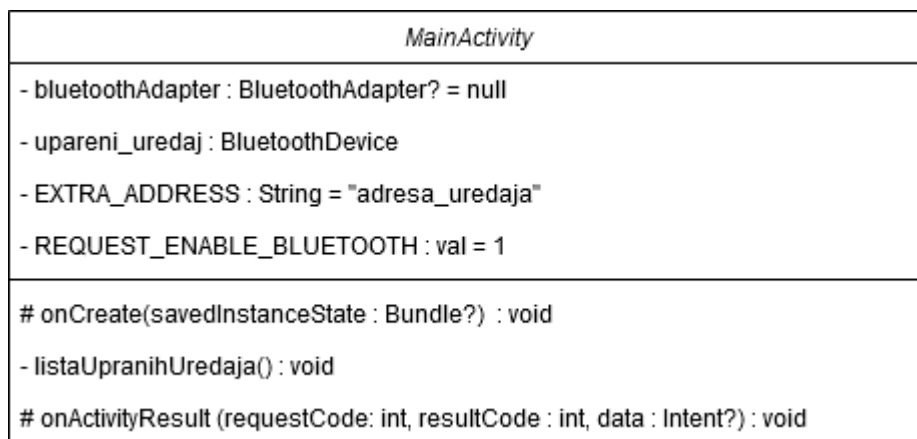 MainActivity
- bluetoothAdapter : BluetoothAdapter? = null
- upareni_uredaj : BluetoothDevice
- EXTRA_ADDRESS : String = "adresa_uredaja"
- REQUEST_ENABLE_BLUETOOTH : val = 1
# onCreate(savedInstanceState : Bundle?) : void
- listaUpranihUredaja() : void
# onActivityResult (requestCode: int, resultCode : int, data : Intent?) : void